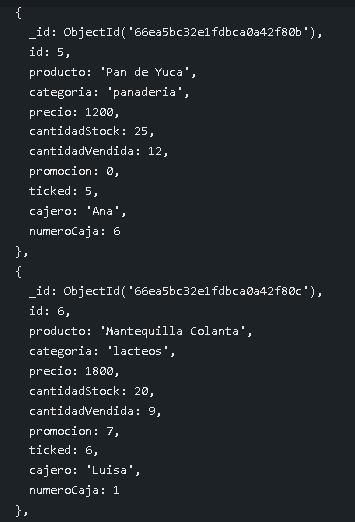 {
_id: ObjectId('66ea5bc32e1fdbca0a42f80b'),
id: 5,
producto: 'Pan de Yuca',
categoria: 'panaderia',
precio: 1200,
cantidadStock: 25,
cantidadVendida: 12,
promocion: 0,
ticked: 5,
cajero: 'Ana',
numeroCaja: 6
},
{
_id: ObjectId('66ea5bc32e1fdbca0a42f80c'),
id: 6,
producto: 'Mantequilla Colanta',
categoria: 'lacteos',
precio: 1800,
cantidadStock: 20,
cantidadVendida: 9,
promocion: 7,
ticked: 6,
cajero: 'Luisa',
numeroCaja: 1
},